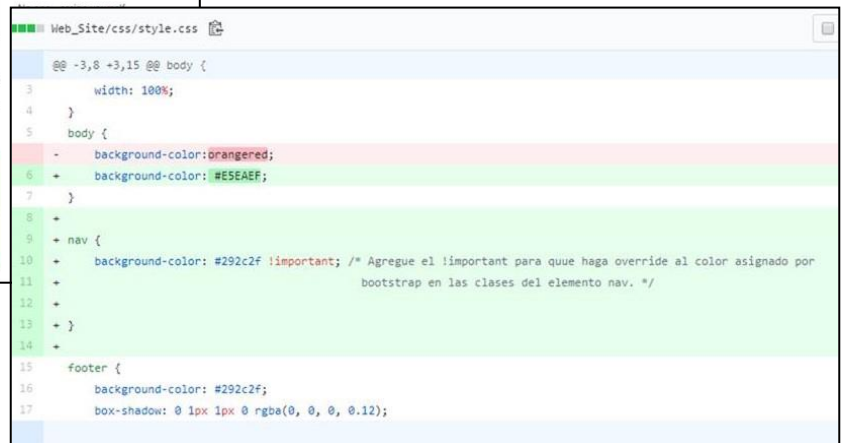 Web_Site/css/style.css
@@ -3,8 +3,15 @@ body {
3 width: 100%;
4 }
5 body {
- background-color:orangered;
6 + background-color: #E5EAEF;
7 }
8 +
9 + nav {
10 + background-color: #292c2f !important; /* Agregue el !important para quue haga override al color asignado por
11 + bootstrap en las clases del elemento nav. */
12 +
13 + }
14 +
15 footer {
16 background-color: #292c2f;
17 box-shadow: 0 1px 1px 0 rgba(0, 0, 0, 0.12);